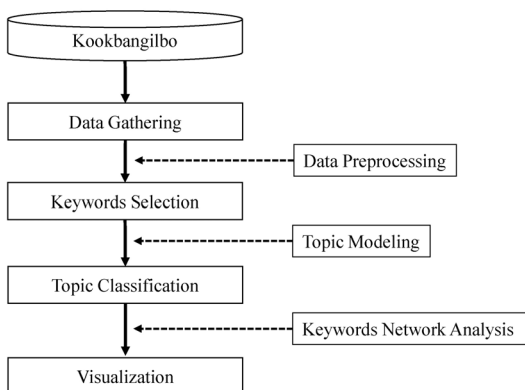 Kookbangilbo
Data Gathering
Data Preprocessing
Keywords Selection
Topic Modeling
Topic Classification
Keywords Network Analysis
Visualization